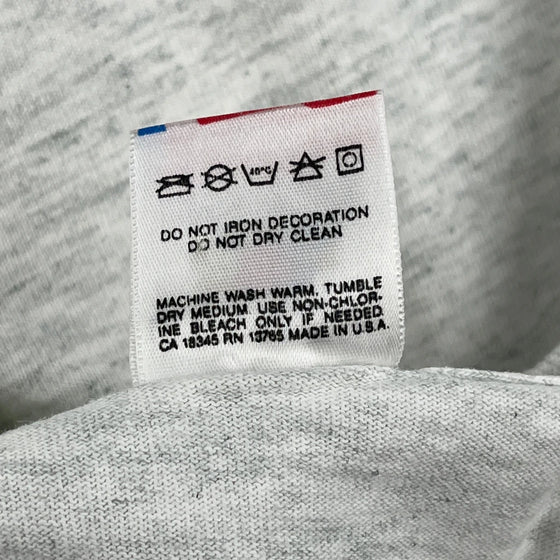 40°C
DO NOT IRON DECORATION
DO NOT DRY CLEAN
MACHINE WASH WARM, TUMBLE
DRY MEDIUM. USE NON-CHLOR-
INE BLEACH ONLY IF NEEDED.
CA 18345 RN 13765 MADE IN U.S.A.